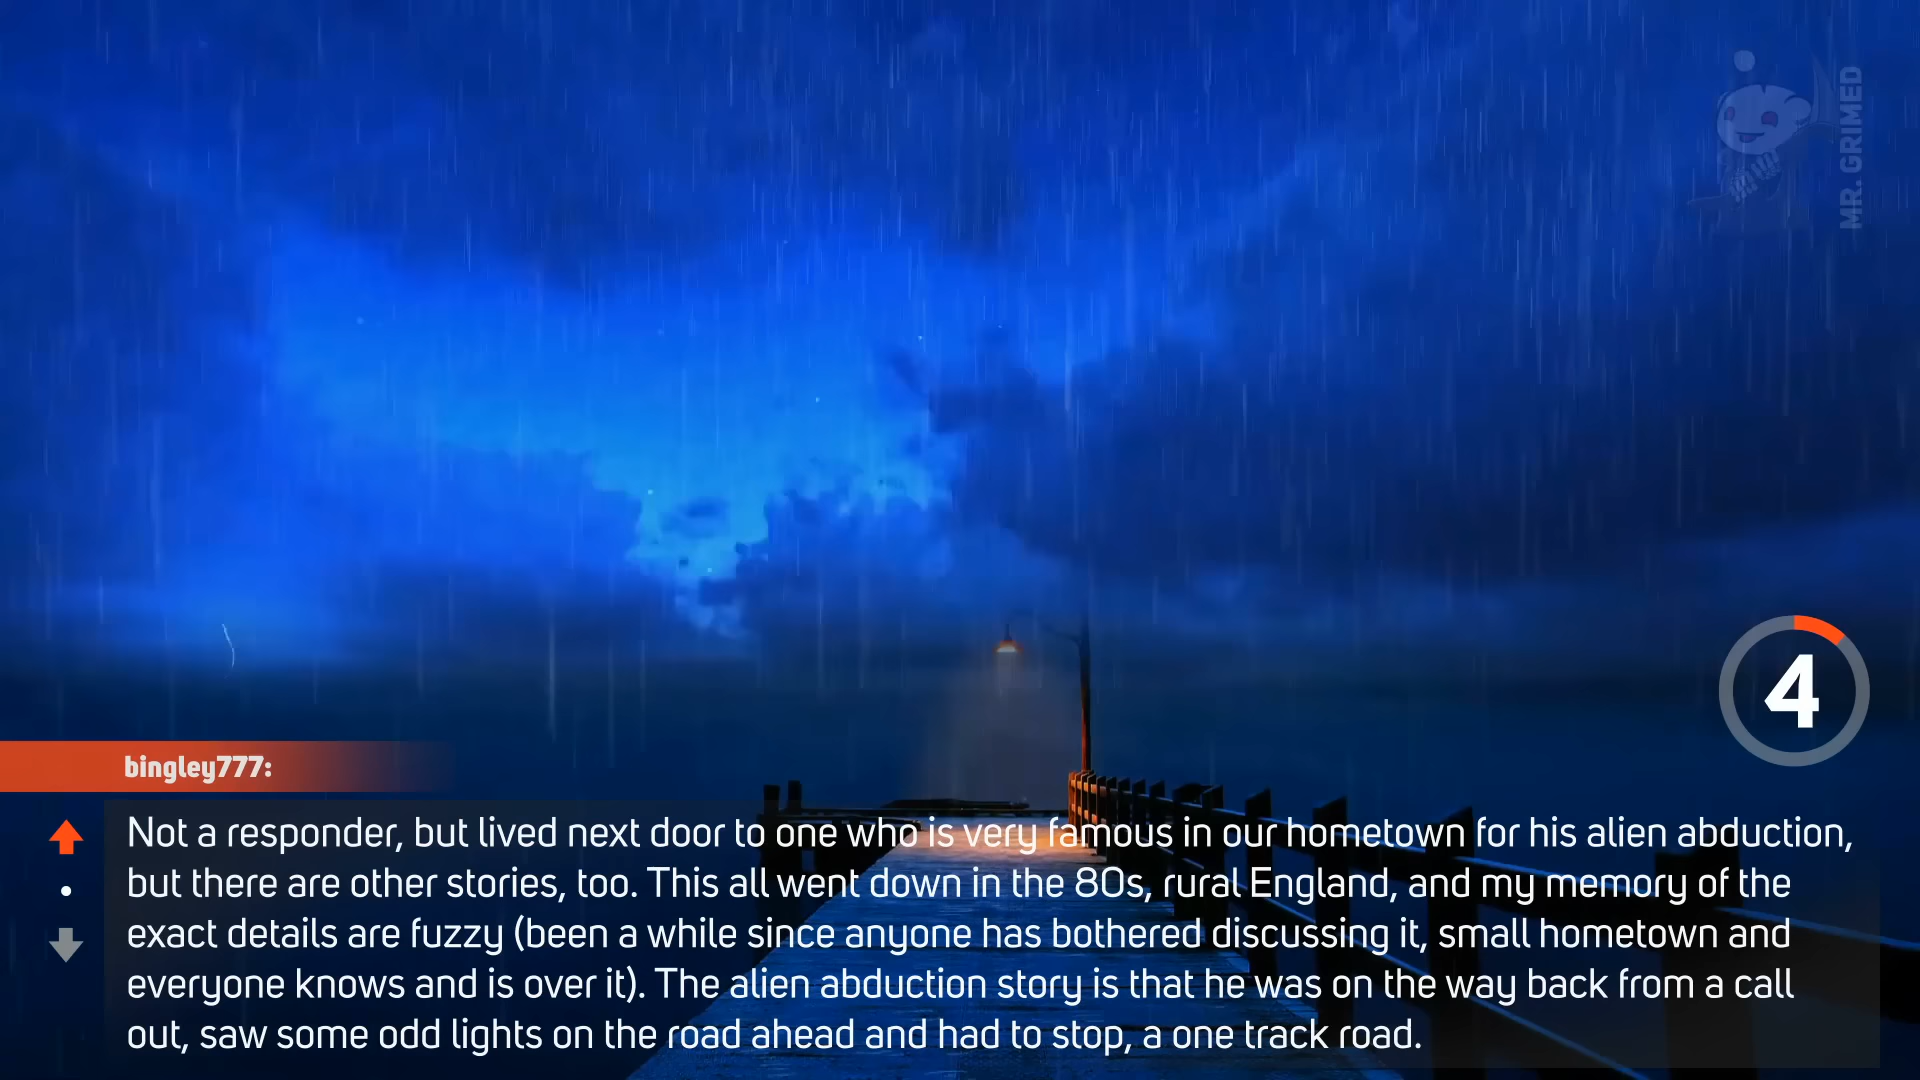 MR. GRIMED
4
bingley777:
Not a responder, but lived next door to one who is very famous in our hometown for his alien abduction,
but there are other stories, too. This all went down in the 80s, rural England, and my memory of the
exact details are fuzzy (been a while since anyone has bothered discussing it, small hometown and
everyone knows and is over it). The alien abduction story is that he was on the way back from a call
out, saw some odd lights on the road ahead and had to stop, a one track road.